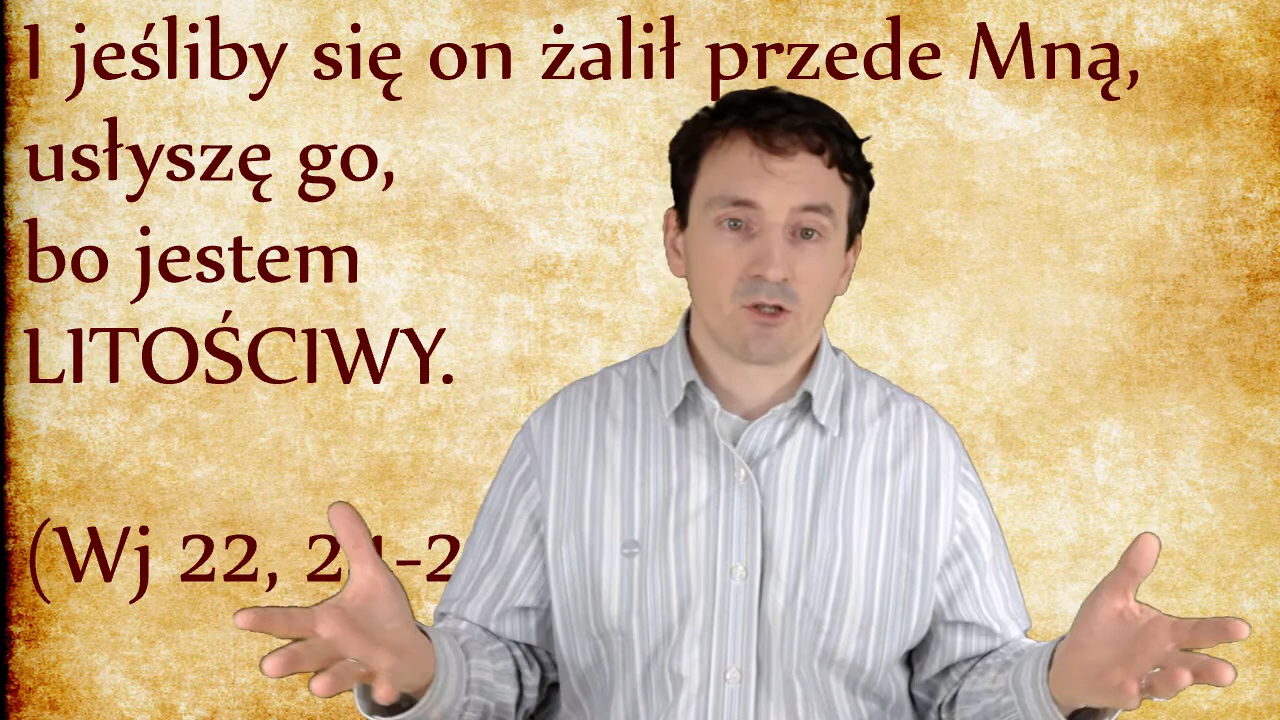 I jeśliby się on żalił przede Mną,
usłyszę go,
bo jestem
LITOŚCIWY.
(Wj 22,